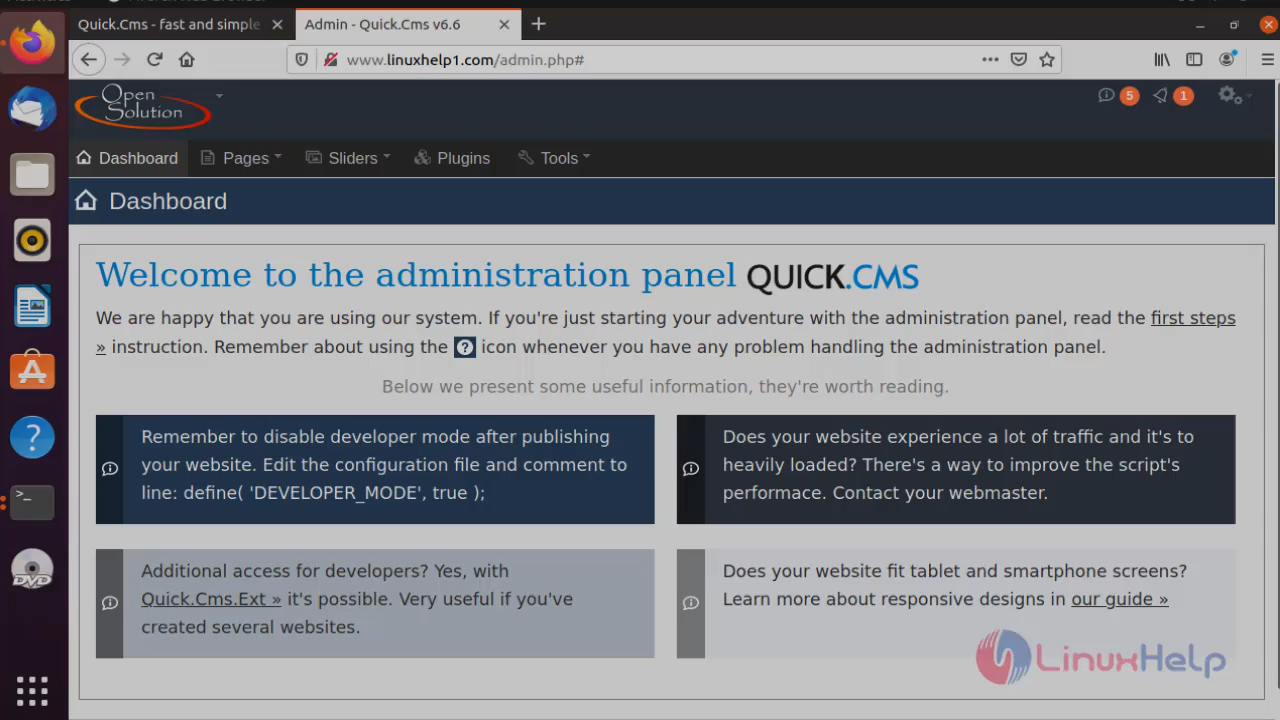 Quick.Cms - fast and simple
Admin - Quick.Cms v6.6
www.linuxhelp1.com/admin.php#
Open
Solution
5
1
Dashboard
Pages
Sliders
Plugins
Tools
Dashboard
Welcome to the administration panel QUICK.CMS
We are happy that you are using our system. If you're just starting your adventure with the administration panel, read the first steps
» instruction. Remember about using the ? icon whenever you have any problem handling the administration panel.
Below we present some useful information, they're worth reading.
Remember to disable developer mode after publishing
your website. Edit the configuration file and comment to
line: define( 'DEVELOPER_MODE', true );
Does your website experience a lot of traffic and it's to
heavily loaded? There's a way to improve the script's
performace. Contact your webmaster.
Additional access for developers? Yes, with
Quick.Cms.Ext » it's possible. Very useful if you've
created several websites.
Does your website fit tablet and smartphone screens?
Learn more about responsive designs in our guide »
LinuxHelp
DVD